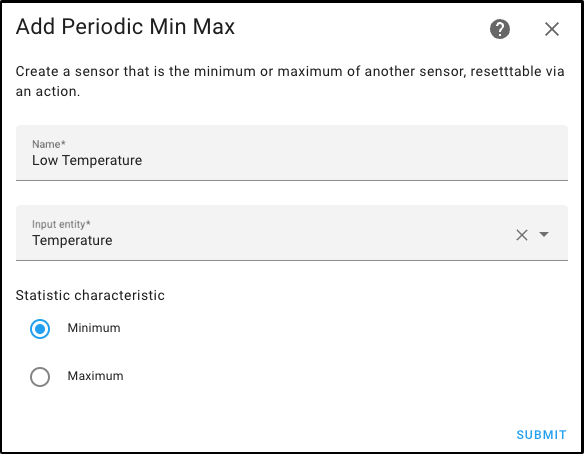 Add Periodic Min Max
Create a sensor that is the minimum or maximum of another sensor, resetttable via
an action.
Name*
Low Temperature
Input entity*
Temperature
Statistic characteristic
Minimum
Maximum
SUBMIT